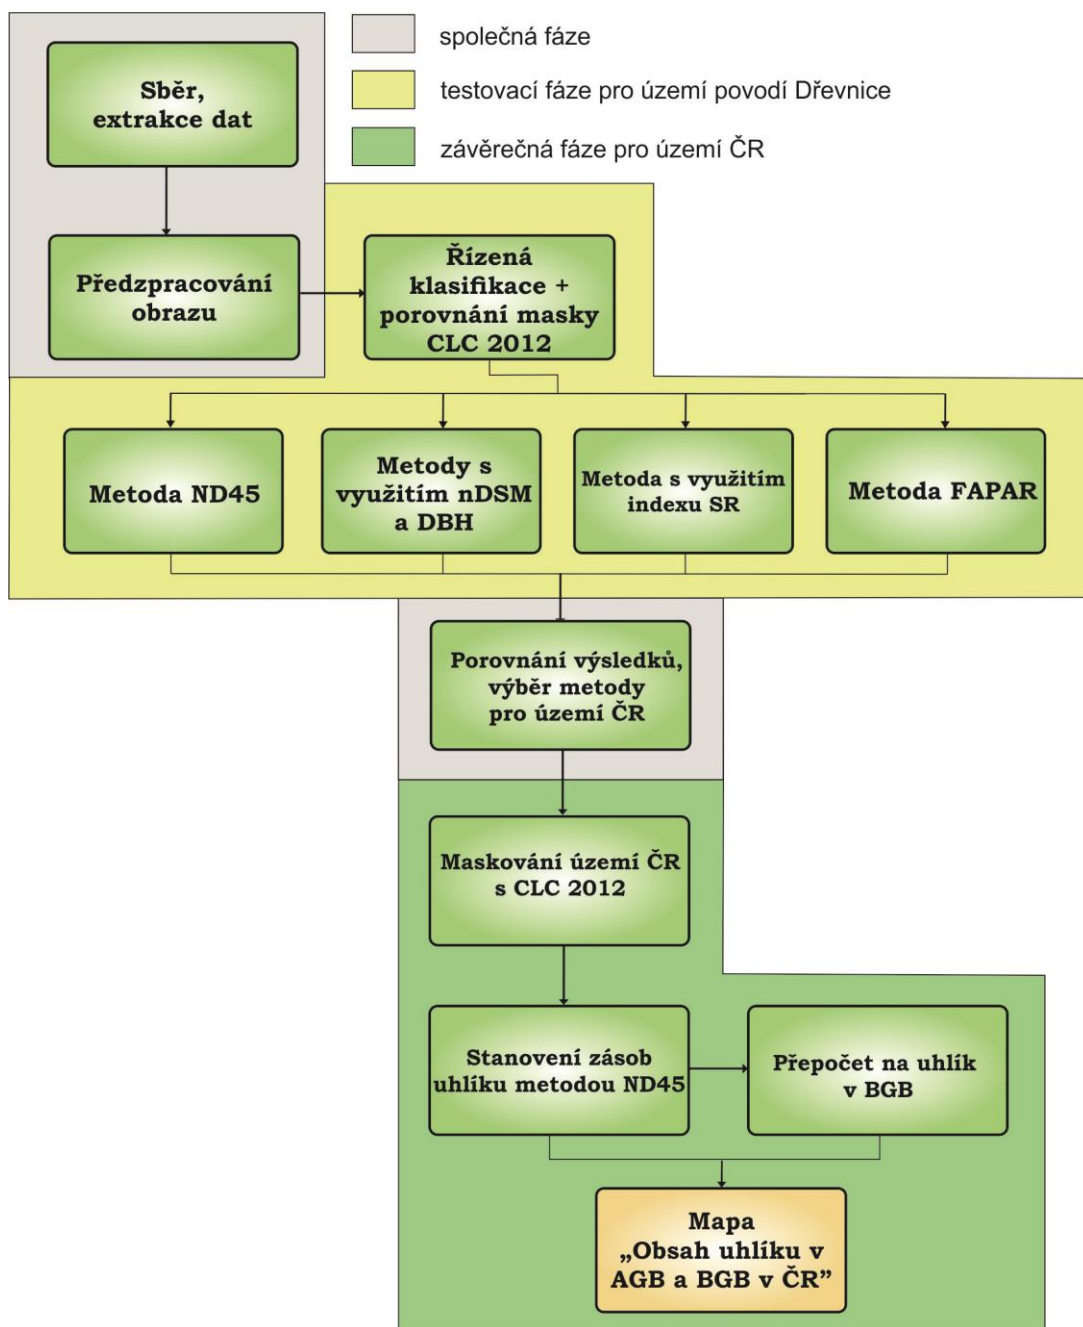 společná fáze
testovací fáze pro území povodí Dřevnice
závěrečná fáze pro území ČR
Sběr,
extrakce dat
Předzpracování
obrazu
Řízená
klasifikace +
porovnání masky
CLC 2012
Metoda ND45
Metody s
využitím nDSM
a DBH
Metoda s využitím
indexu SR
Metoda FAPAR
Porovnání výsledků,
výběr metody
pro území ČR
Maskování území ČR
s CLC 2012
Stanovení zásob
uhlíku metodou ND45
Přepočet na uhlík
v BGB
Mapa
„Obsah uhlíku v
AGB a BGB v ČR”